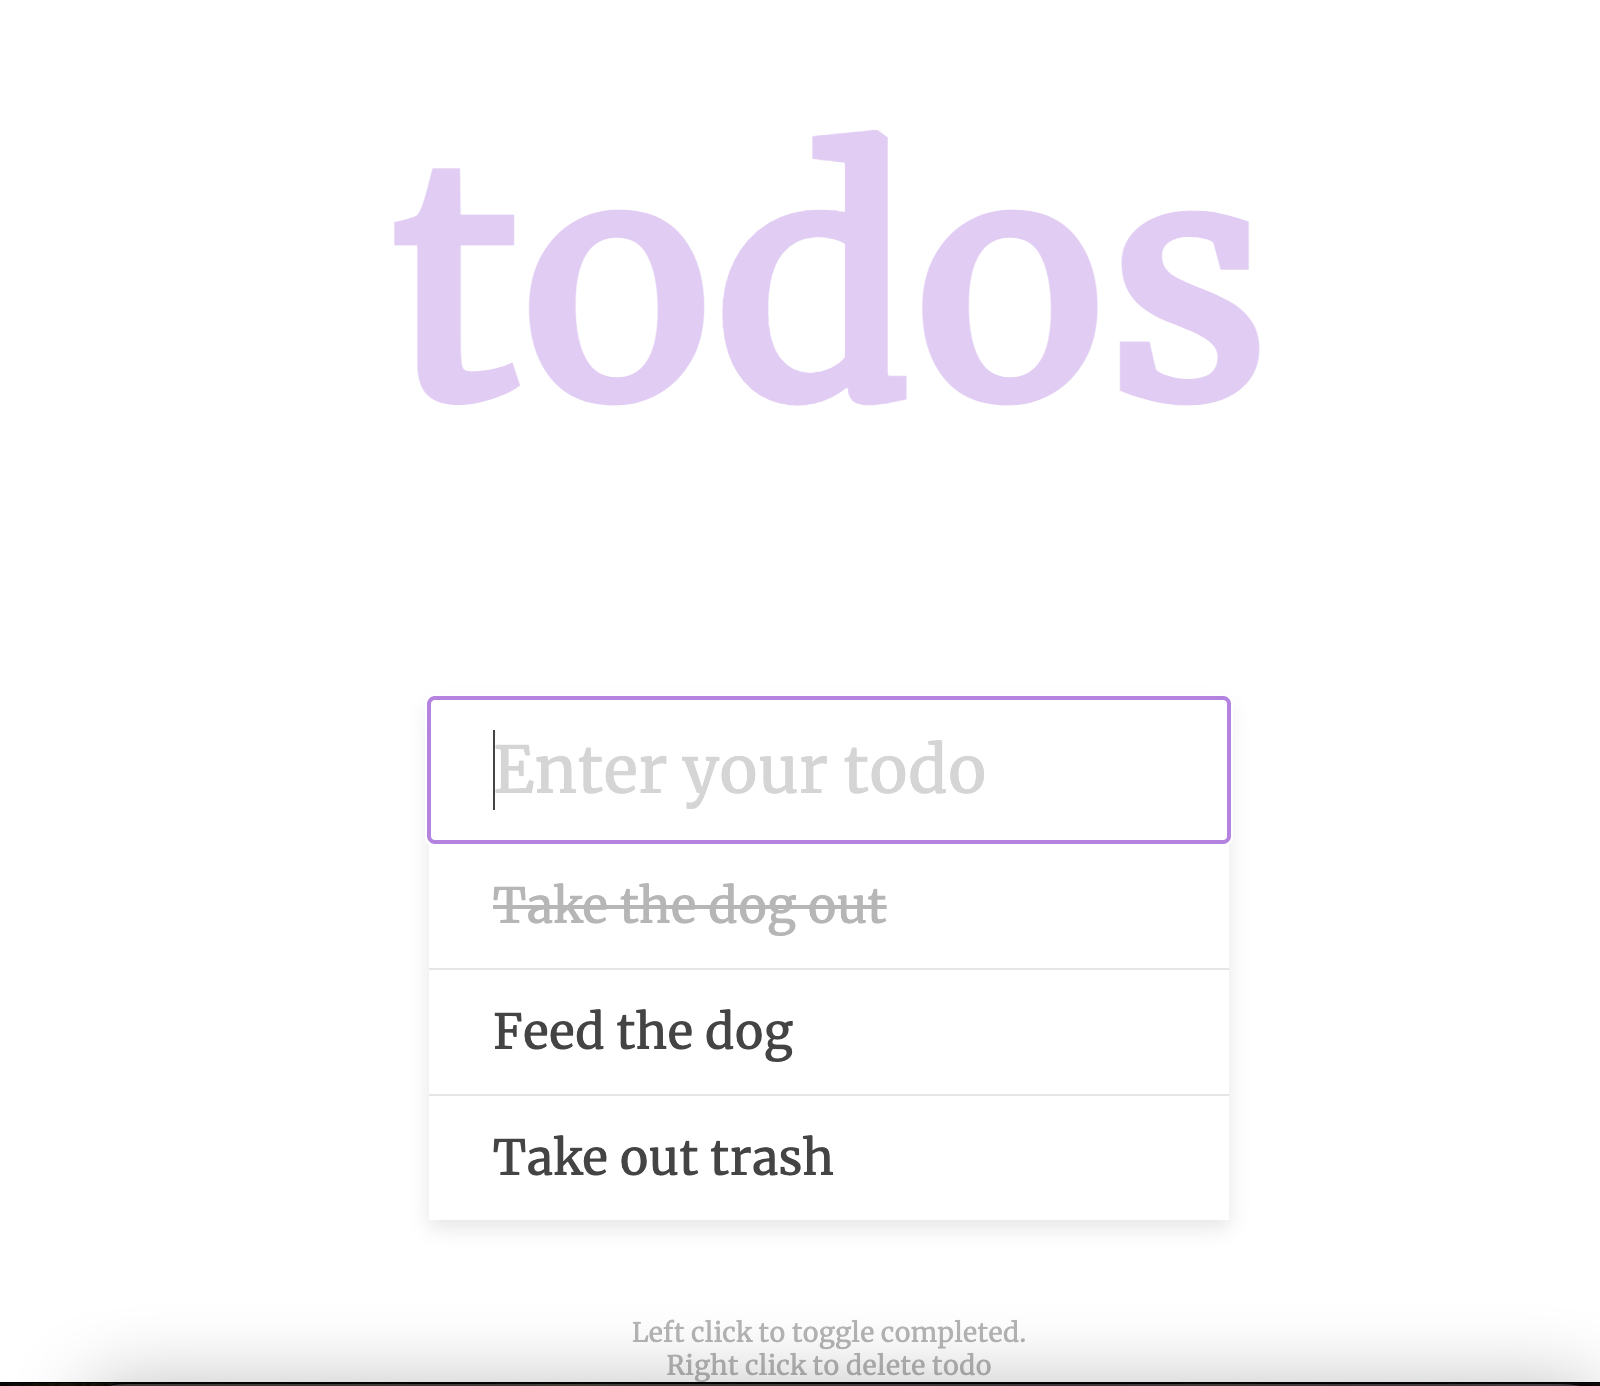 todos
Enter your todo
Take the dog out
Feed the dog
Take out trash
Left click to toggle completed.
Right click to delete todo